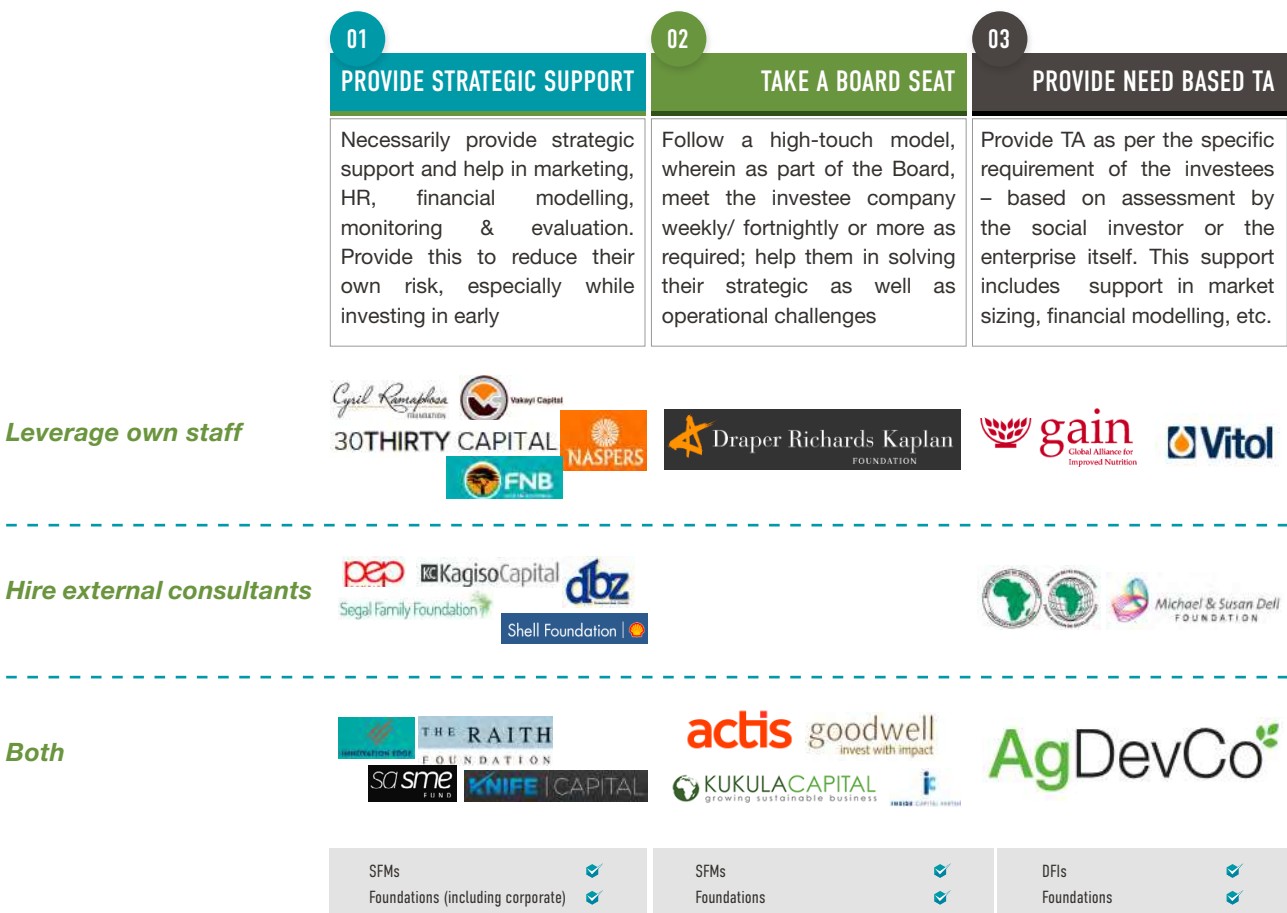 01
PROVIDE STRATEGIC SUPPORT
Necessarily provide strategic
support and help in marketing,
HR, financial modelling,
monitoring & evaluation.
Provide this to reduce their
own risk, especially while
investing in early
02
TAKE A BOARD SEAT
Follow a high-touch model,
wherein as part of the Board,
meet the investee company
weekly/ fortnightly or more as
required; help them in solving
their strategic as well as
operational challenges
03
PROVIDE NEED BASED TA
Provide TA as per the specific
requirement of the investees
– based on assessment by
the social investor or the
enterprise itself. This support
includes support in market
sizing, financial modelling, etc.
Leverage own staff
Cyril Ramaphosa
FOUNDATION
Vakayi Capital
30THIRTY CAPITAL
NASPERS
FNB
Draper Richards Kaplan
FOUNDATION
gain
Global Alliance for
Improved Nutrition
Vitol
Hire external consultants
pep
KC KagisoCapital
dbz
Segal Family Foundation
Shell Foundation
Michael & Susan Dell
FOUNDATION
Both
INNOVATION EDGE
THE RAITH
FOUNDATION
sa sme
FUND
KNIFE | CAPITAL
actis
goodwell
invest with impact
KUKULACAPITAL
growing sustainable business
AgDevCo
SFMs
Foundations (including corporate)
SFMs
Foundations
DFIs
Foundations